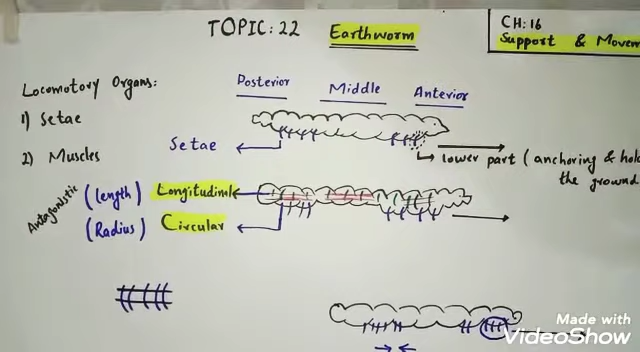 TOPIC: 22
Earthworm
CH: 16
Support & Movem
Locomotory Organs:
Posterior
Middle
Anterior
1) Setae
Setae
2) Muscles
lower part (anchoring & hol
the ground
Antagonistic
(length)
Longitudinal
(Radius)
Circular
Made with
VideoShow